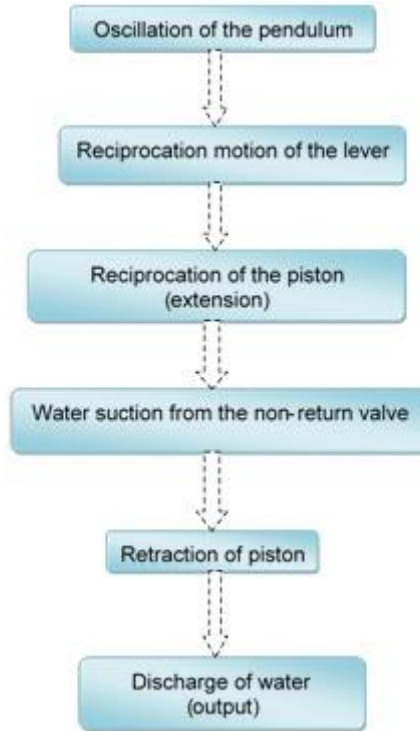 Oscillation of the pendulum
Reciprocation motion of the lever
Reciprocation of the piston
(extension)
Water suction from the non-return valve
Retraction of piston
Discharge of water
(output)